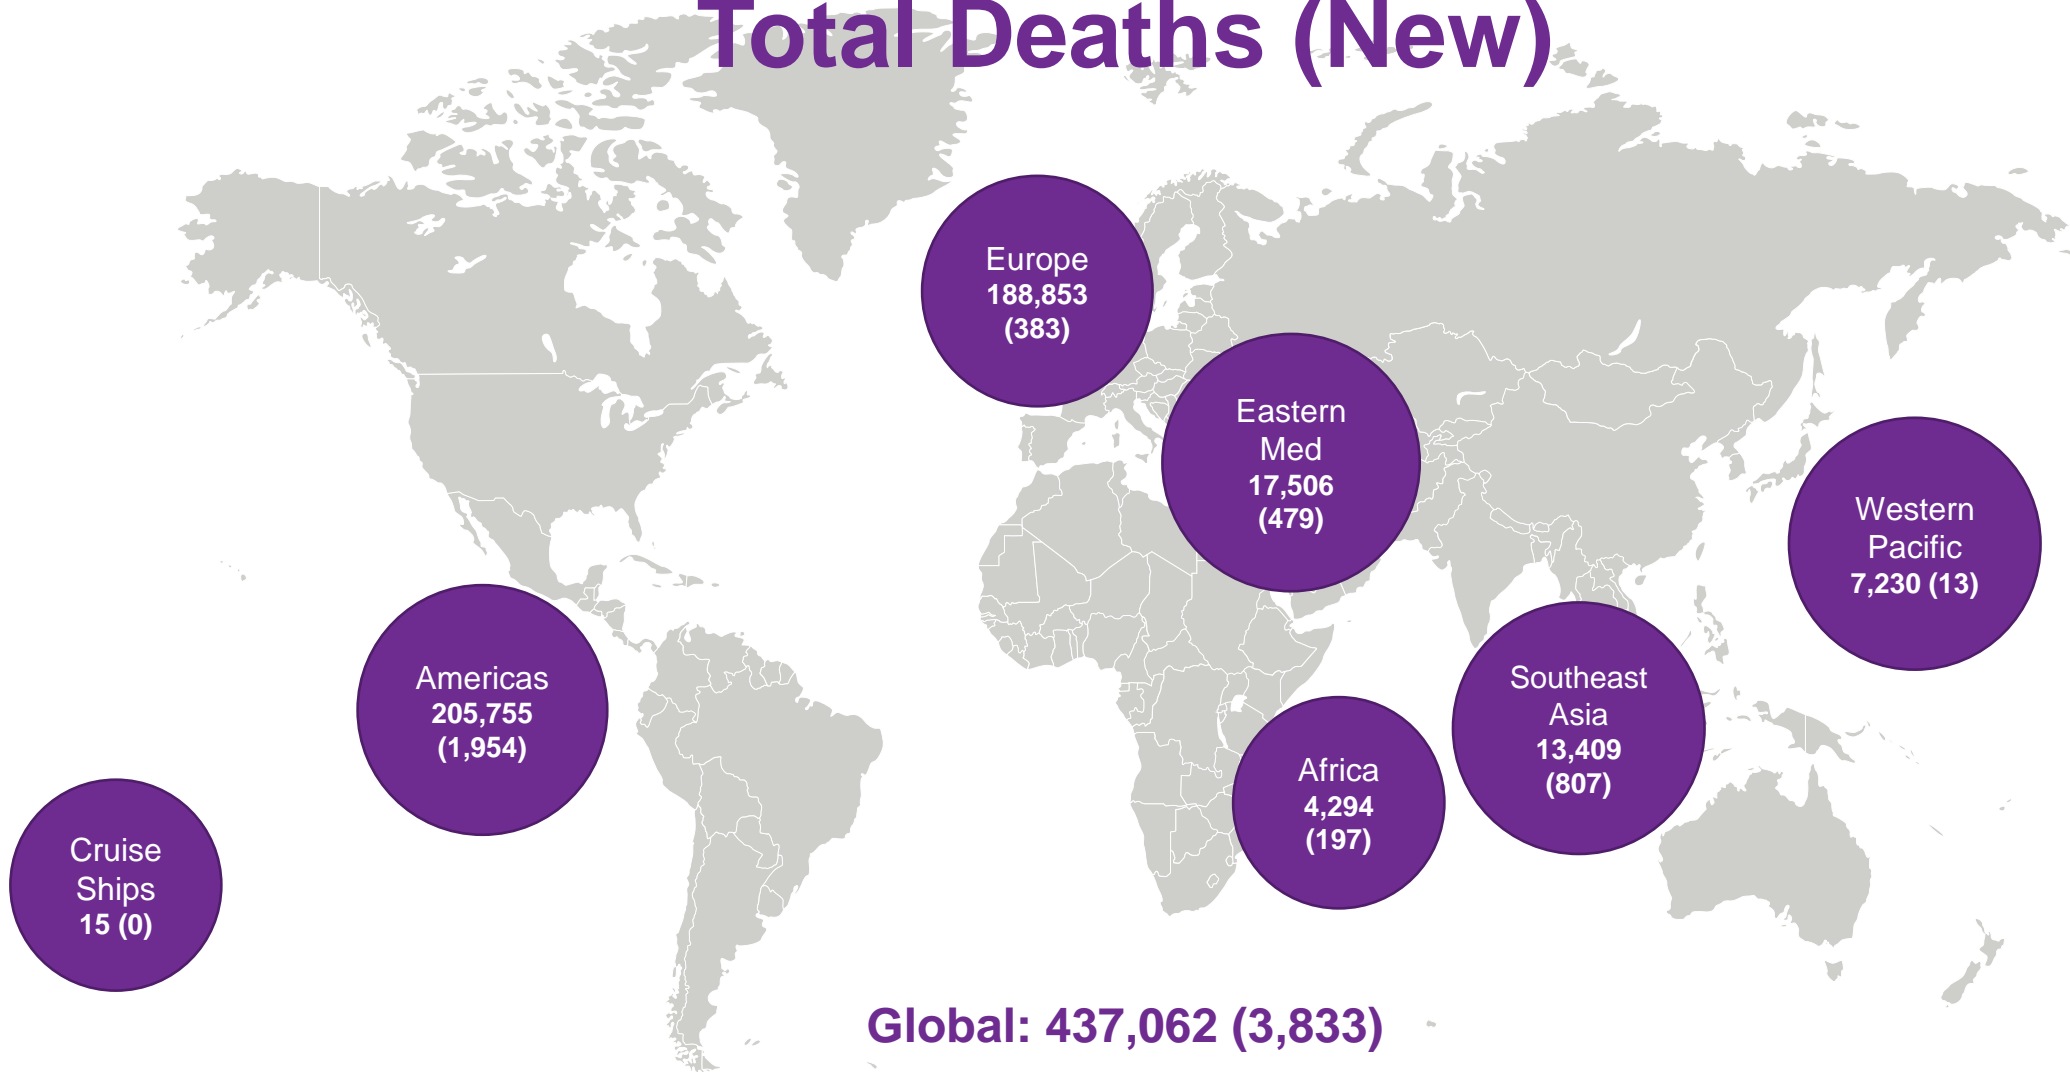 Total Deaths (New)
Europe
188,853
(383)
Eastern
Med
17,506
(479)
Western
Pacific
7,230 (13)
Americas
205,755
(1,954)
Southeast
Asia
13,409
(807)
Africa
4,294
(197)
Cruise
Ships
15 (0)
Global: 437,062 (3,833)